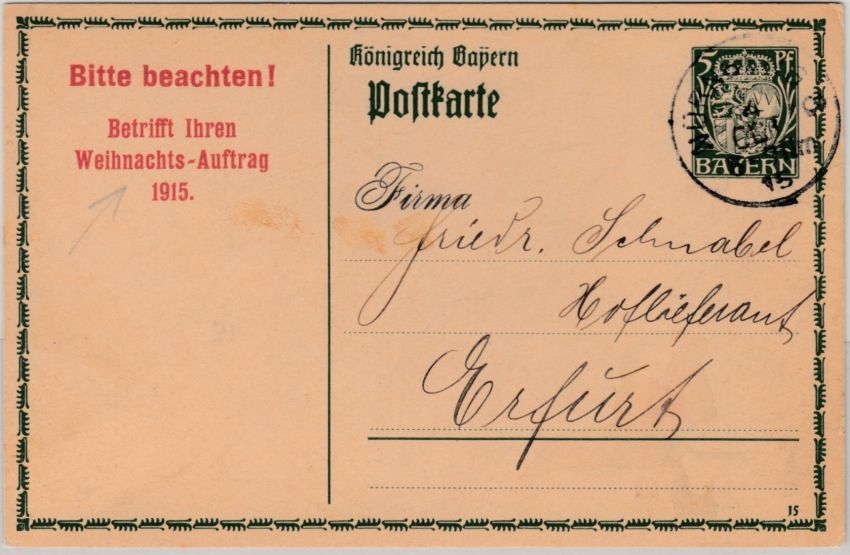 Bitte beachten!
Betrifft Ihren
Weihnachts-Auftrag
1915.
Königreich Bayern
Postkarte
5 Pf
BAYERN
Firma
Friedr. Schnabel
Hoflieferant
Erfurt
15